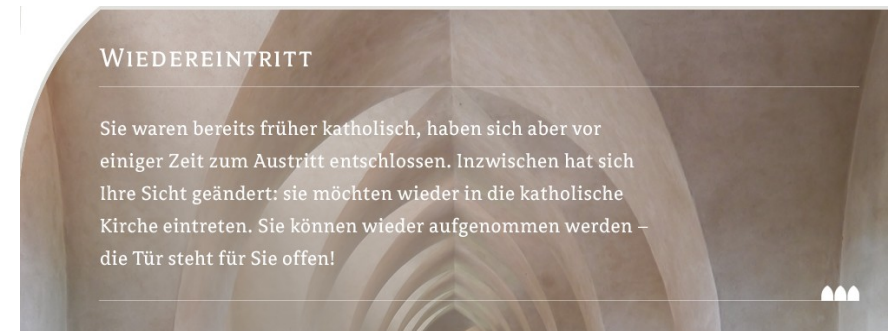 Wiedereintritt
Sie waren bereits früher katholisch, haben sich aber vor
einiger Zeit zum Austritt entschlossen. Inzwischen hat sich
Ihre Sicht geändert: sie möchten wieder in die katholische
Kirche eintreten. Sie können wieder aufgenommen werden –
die Tür steht für Sie offen!